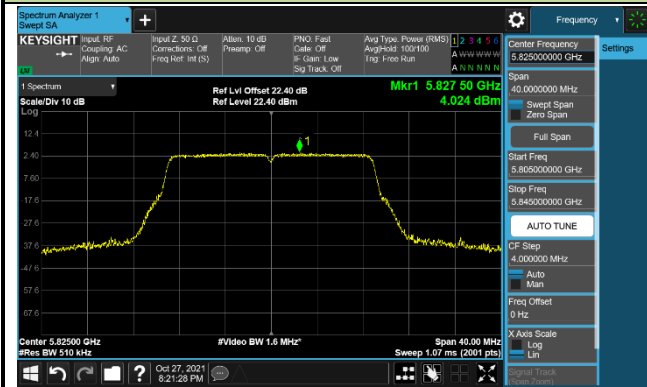 Spectrum Analyzer 1
Swept SA
Frequency
KEYSIGHT
Input: RF
Coupling: AC
Align: Auto
Input Z: 50 Ω
Corrections: Off
Freq Ref: Int (S)
Atten: 10 dB
Preamp: Off
PNO: Fast
Gate: Off
IF Gain: Low
Sig Track: Off
Avg Type: Power (RMS)
Avg|Hold: 100/100
Trig: Free Run
1 2 3 4 5 6
A W W W W W
A N N N N N
LW
1 Spectrum
Scale/Div 10 dB
Log
Ref Lvl Offset 22.40 dB
Ref Level 22.40 dBm
Mkr1 5.827 50 GHz
4.024 dBm
1
12.4
2.40
-7.60
-17.6
-27.6
-37.6
-47.6
-57.6
-67.6
Center 5.82500 GHz
#Res BW 510 kHz
#Video BW 1.6 MHz*
Span 40.00 MHz
Sweep 1.07 ms (2001 pts)
Oct 27, 2021
8:21:28 PM
Center Frequency
5.825000000 GHz
Settings
Span
40.0000000 MHz
Swept Span
Zero Span
Full Span
Start Freq
5.805000000 GHz
Stop Freq
5.845000000 GHz
AUTO TUNE
CF Step
4.000000 MHz
Auto
Man
Freq Offset
0 Hz
X Axis Scale
Log
Lin
Signal Track
(Span Zoom)